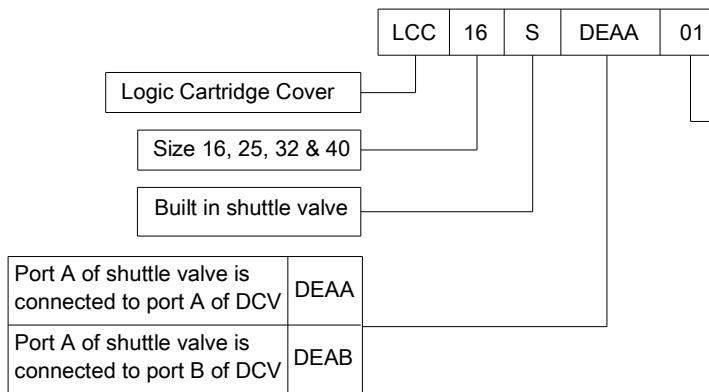 LCC 16 S DEAA 01
Logic Cartridge Cover
Size 16, 25, 32 & 40
Built in shuttle valve
Port A of shuttle valve is
connected to port A of DCV
DEAA
Port A of shuttle valve is
connected to port B of DCV
DEAB